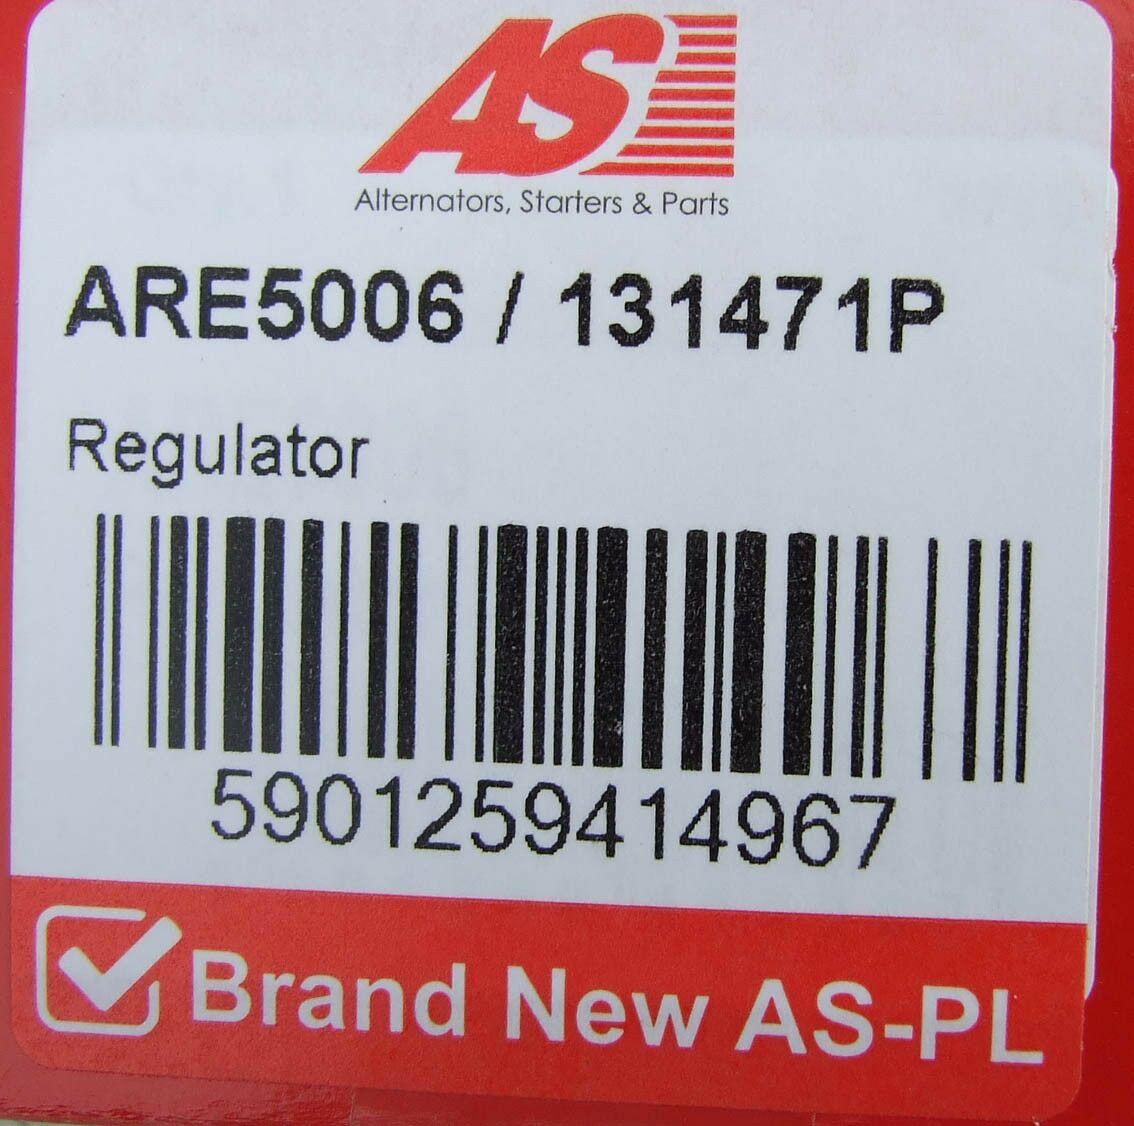 AS
Alternators, Starters & Parts
ARE5006 / 131471P
Regulator
5901259414967
Brand New AS-PL